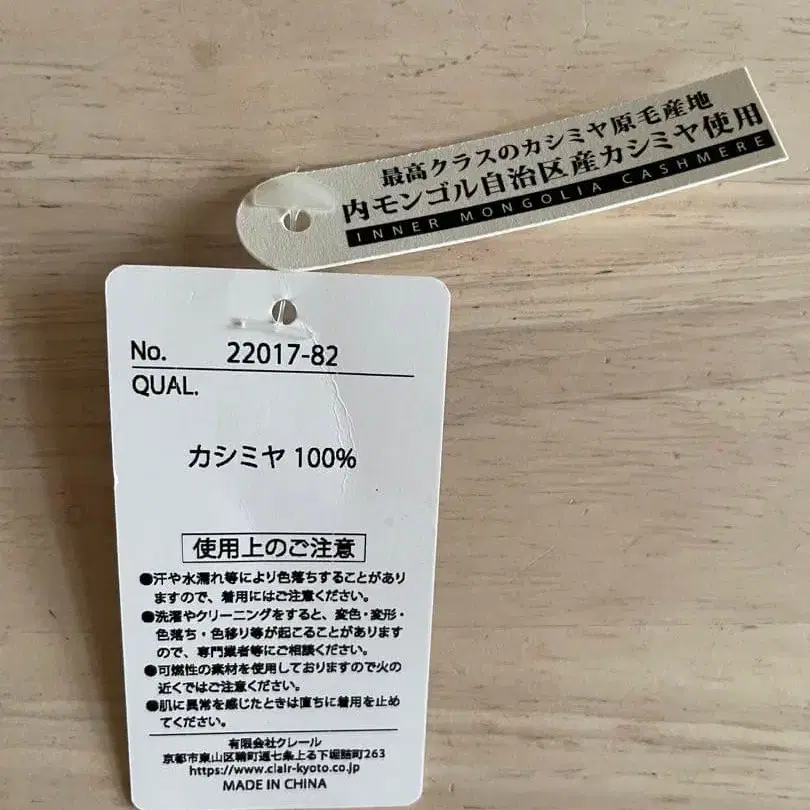 最高クラスのカシミヤ原毛産地
内モンゴル自治区産カシミヤ使用
INNER MONGOLIA CASHMERE
No. 22017-82
QUAL.
カシミヤ 100%
使用上のご注意
●汗や水濡れ等により色落ちすることがあり
ますので、着用にはご注意ください。
●洗濯やクリーニングをすると、変色・変形・
色落ち・色移り等が起こることがあります
ので、専門業者等にご相談ください。
●可燃性の素材を使用しておりますので火の
近くではご注意ください。
●肌に異常を感じたときは直ちに着用を止め
てください。
有限会社クレール
京都市東山区鞘町通七条上る下堀詰町263
https://www.clair-kyoto.co.jp
MADE IN CHINA